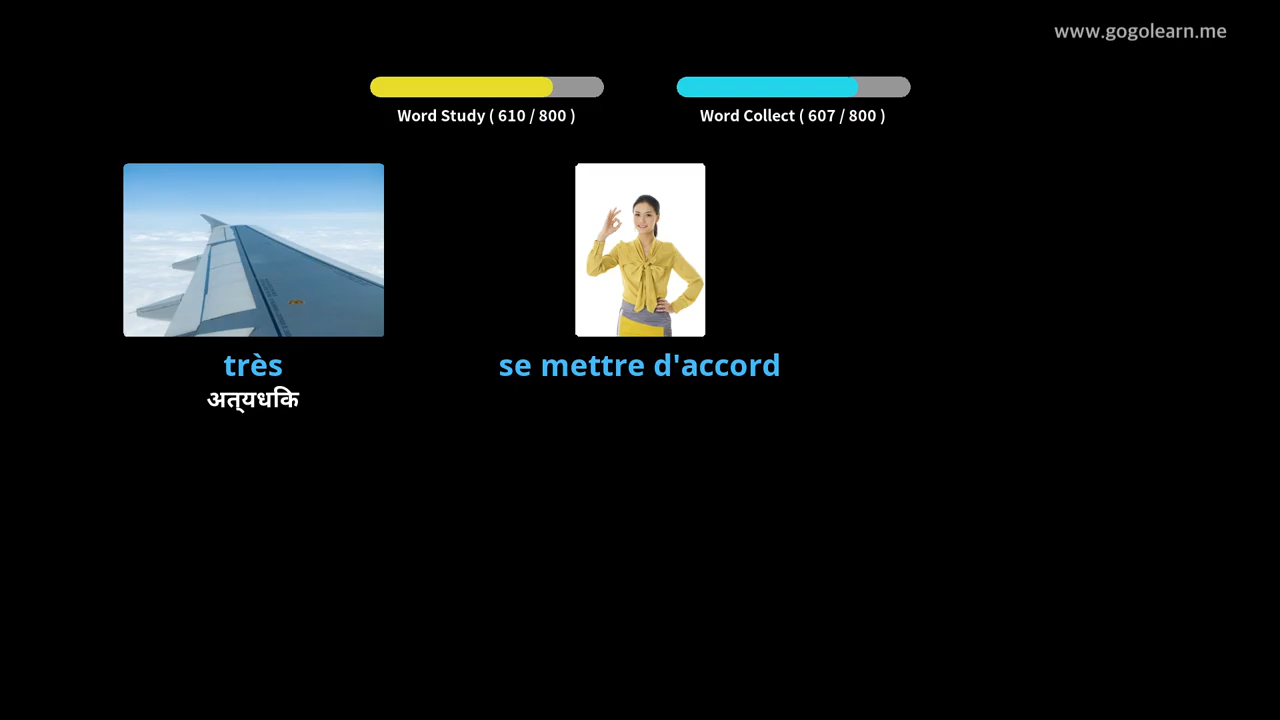 www.gogolearn.me
Word Study ( 610 / 800 )
Word Collect ( 607 / 800 )
très
se mettre d'accord
अत्यधकि